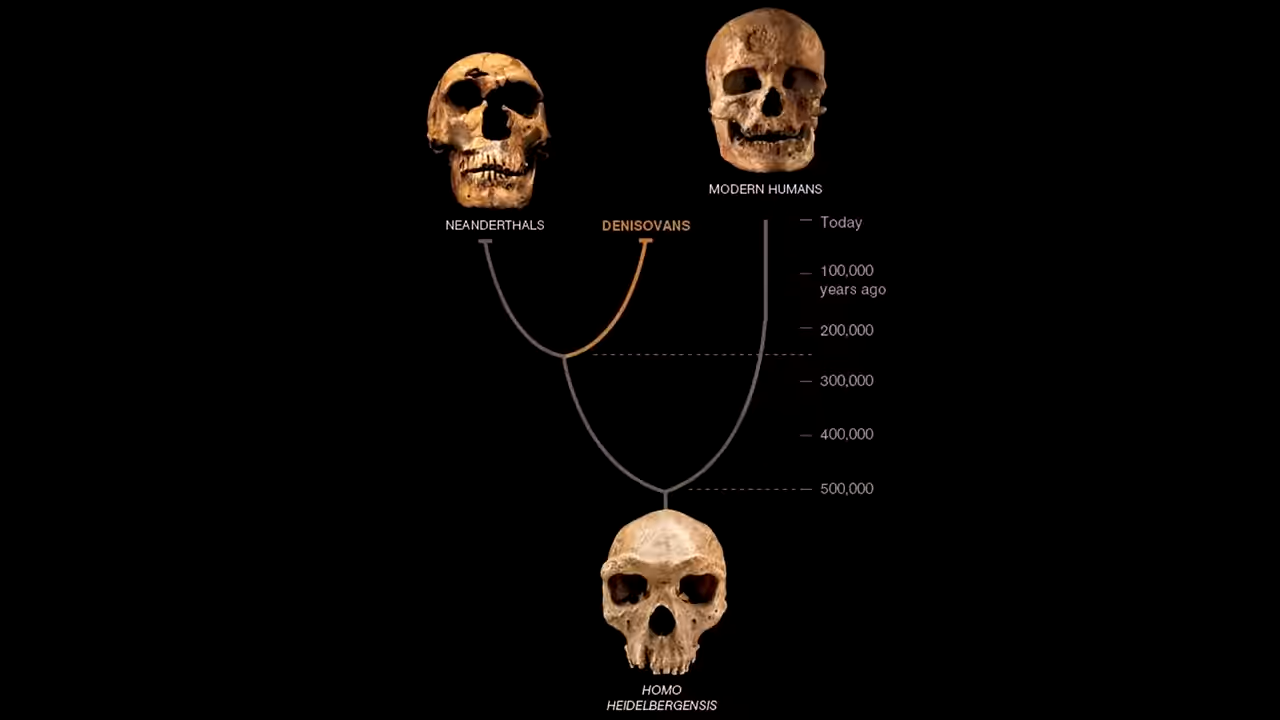 MODERN HUMANS
NEANDERTHALS
DENISOVANS
Today
100,000
years ago
200,000
300,000
400,000
500,000
HOMO
HEIDELBERGENSIS